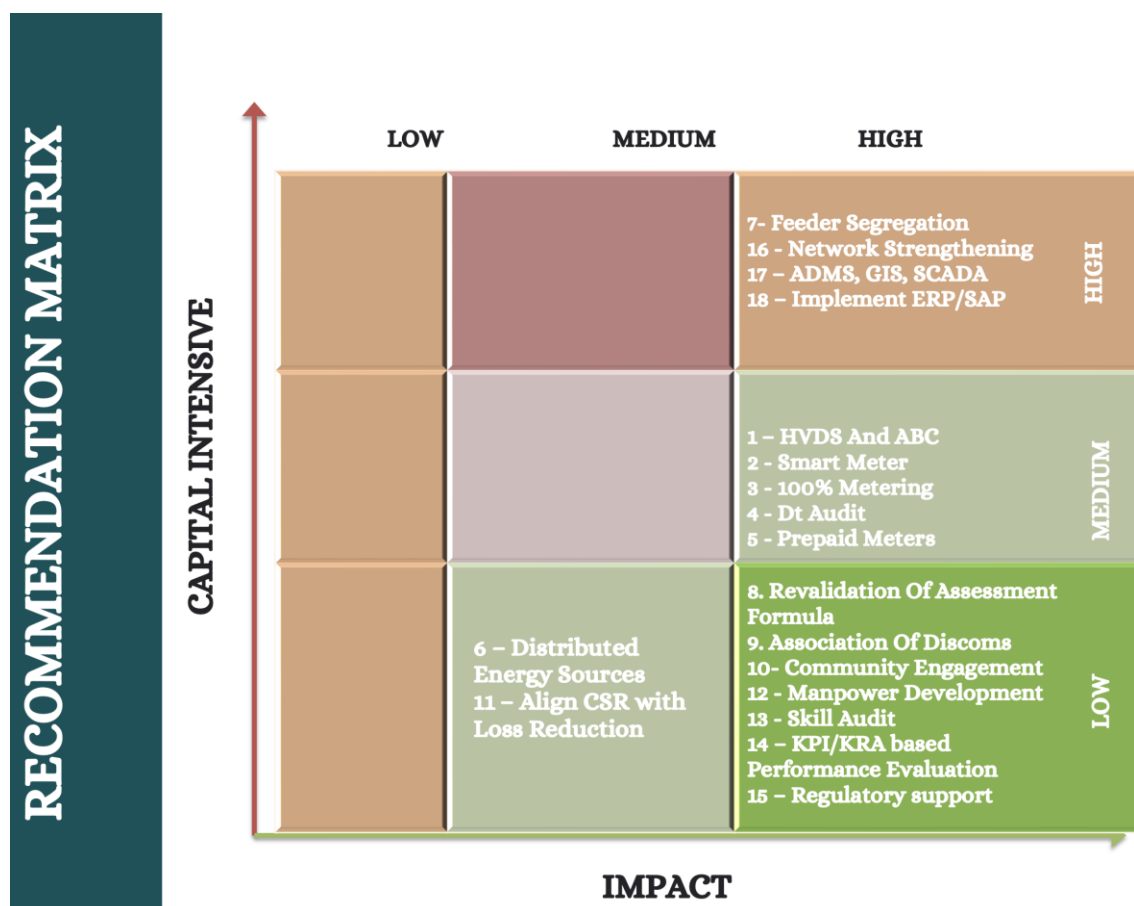 RECOMMENDATION MATRIX
CAPITAL INTENSIVE
LOW
MEDIUM
HIGH
7- Feeder Segregation
16 - Network Strengthening
17 – ADMS, GIS, SCADA
18 – Implement ERP/SAP
HIGH
1 – HVDS And ABC
2 - Smart Meter
3 - 100% Metering
4 - Dt Audit
5 - Prepaid Meters
MEDIUM
6 – Distributed
Energy Sources
11 – Align CSR with
Loss Reduction
8. Revalidation Of Assessment
Formula
9. Association Of Discoms
10- Community Engagement
12 - Manpower Development
13 - Skill Audit
14 – KPI/KRA based
Performance Evaluation
15 – Regulatory support
LOW
IMPACT